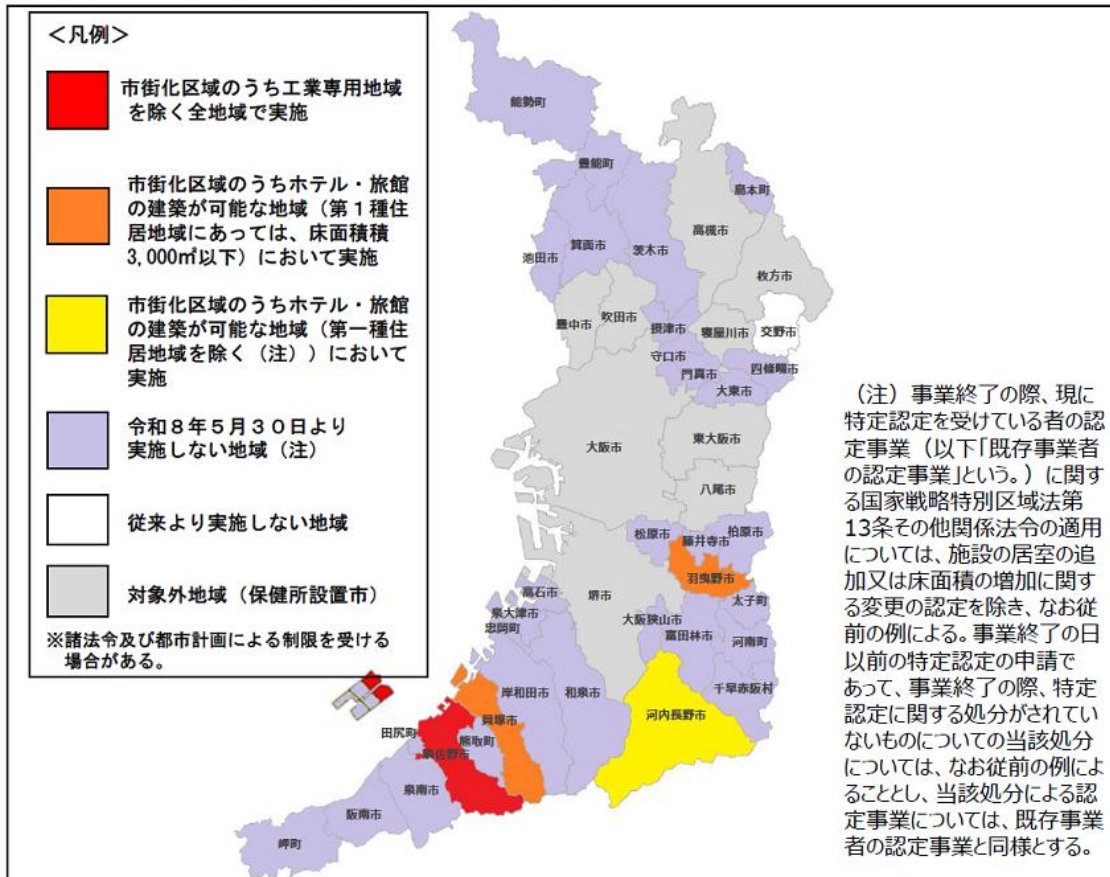 ＜凡例＞
市街化区域のうち工業専用地域
を除く全地域で実施
市街化区域のうちホテル・旅館
の建築が可能な地域（第１種住
居地域にあっては、床面積積
3,000㎡以下）において実施
市街化区域のうちホテル・旅館
の建築が可能な地域（第一種住
居地域を除く（注））において
実施
令和８年５月３０日より
実施しない地域（注）
従来より実施しない地域
対象外地域（保健所設置市）
※諸法令及び都市計画による制限を受ける
場合がある。
能勢町
豊能町
島本町
高槻市
茨木市
箕面市
池田市
枚方市
豊中市
吹田市
摂津市
寝屋川市
交野市
守口市
門真市
四條畷市
大東市
大阪市
東大阪市
八尾市
松原市
藤井寺市
柏原市
羽曳野市
高石市
堺市
太子町
泉大津市
忠岡町
大阪狭山市
富田林市
河南町
千早赤阪村
岸和田市
和泉市
河内長野市
貝塚市
田尻町
泉佐野市
熊取町
泉南市
阪南市
岬町
（注）事業終了の際、現に
特定認定を受けている者の認
定事業（以下「既存事業者
の認定事業」という。）に関す
る国家戦略特別区域法第
13条その他関係法令の適用
については、施設の居室の追
加又は床面積の増加に関す
る変更の認定を除き、なお従
前の例による。事業終了の日
以前の特定認定の申請で
あって、事業終了の際、特定
認定に関する処分がされてい
ないものについての当該処分
については、なお従前の例によ
ることとし、当該処分による認
定事業については、既存事業
者の認定事業と同様とする。